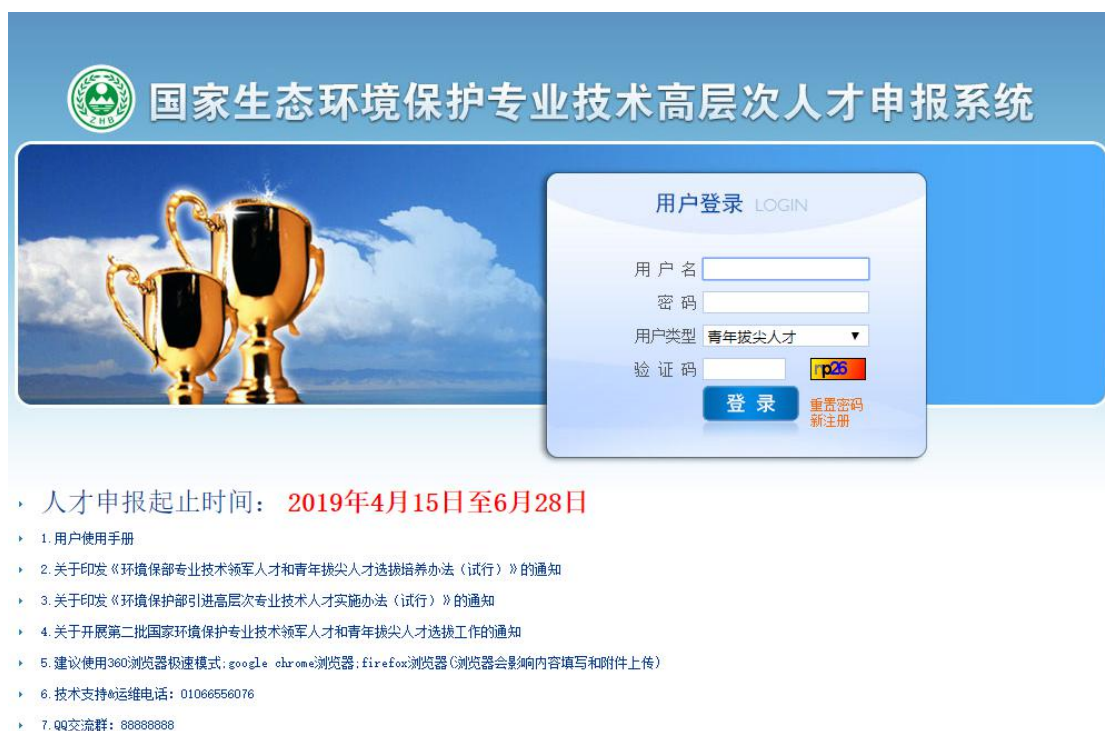 国家生态环境保护专业技术高层次人才申报系统
ZHB
用户登录 LOGIN
用户名
密码
用户类型 青年拔尖人才
验证码 rrp26
登录
重置密码
新注册
人才申报起止时间: 2019年4月15日至6月28日
1.用户使用手册
2.关于印发《环境保部专业技术领军人才和青年拔尖人才选拔培养办法(试行)》的通知
3.关于印发《环境保护部引进高层次专业技术人才实施办法(试行)》的通知
4.关于开展第二批国家环境保护专业技术领军人才和青年拔尖人才选拔工作的通知
5.建议使用360浏览器极速模式;google chrome浏览器;firefox浏览器(浏览器会影响内容填写和附件上传)
6.技术支持&运维电话: 01066556076
7.QQ交流群: 88888888